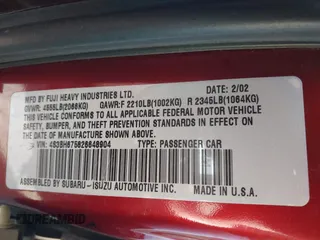 MFD BY FUJI HEAVY INDUSTRIES LTD. DATE 2/02
GVWR: 4555LB(2066KG) GAWR:F 2210LB(1002KG) R 2345LB(1064KG)
THIS VEHICLE CONFORMS TO ALL APPLICABLE FEDERAL MOTOR VEHICLE
SAFETY, BUMPER, AND THEFT PREVENTION STANDARDS IN EFFECT ON
THE DATE OF MANUFACTURE SHOWN ABOVE.
4S3BH675826648904 TYPE: PASSENGER CAR
ASSEMBLED BY SUBARU-ISUZU AUTOMOTIVE INC. MADE IN U.S.A.
DREAMBID